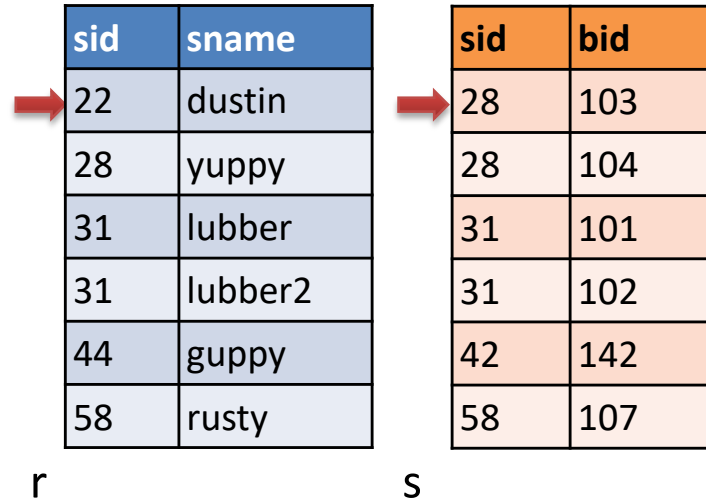 sid sname sid bid
22 dustin 28 103
28 yuppy 28 104
31 lubber 31 101
31 lubber2 31 102
44 guppy 42 142
58 rusty 58 107
r s